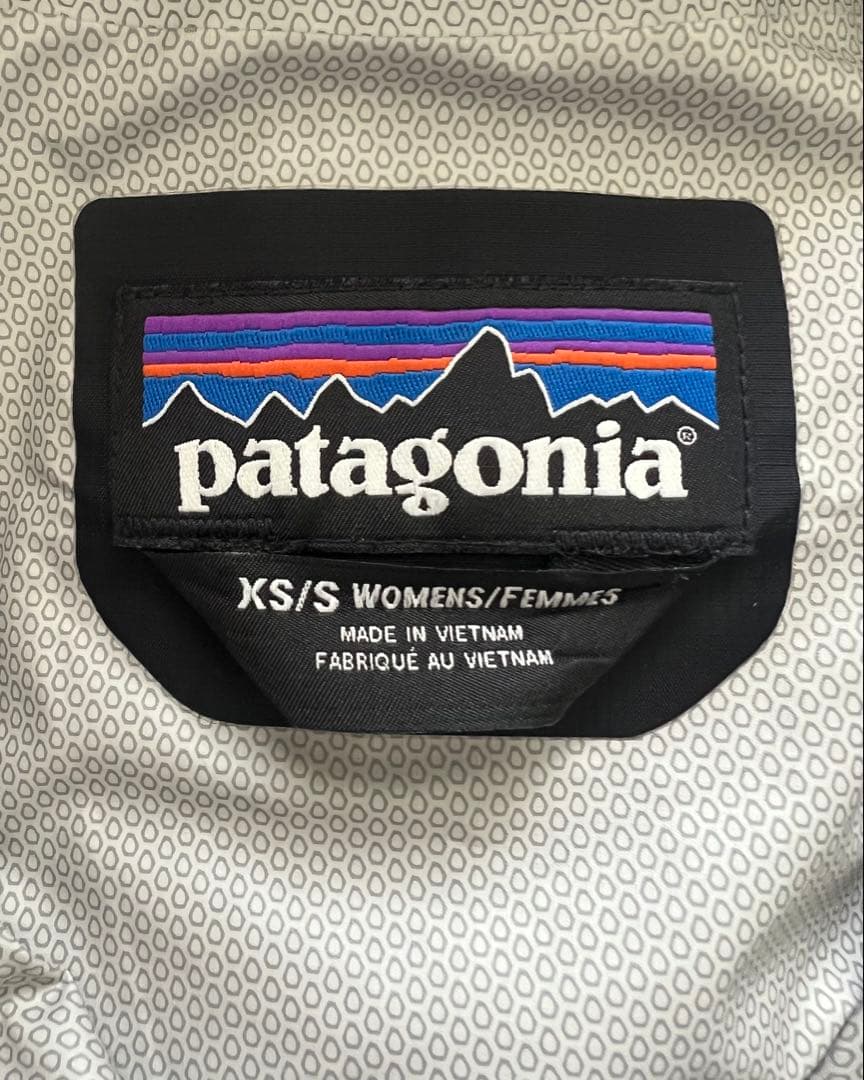 patagonia®
XS/S WOMENS/FEMMES
MADE IN VIETNAM
FABRIQUÉ AU VIETNAM